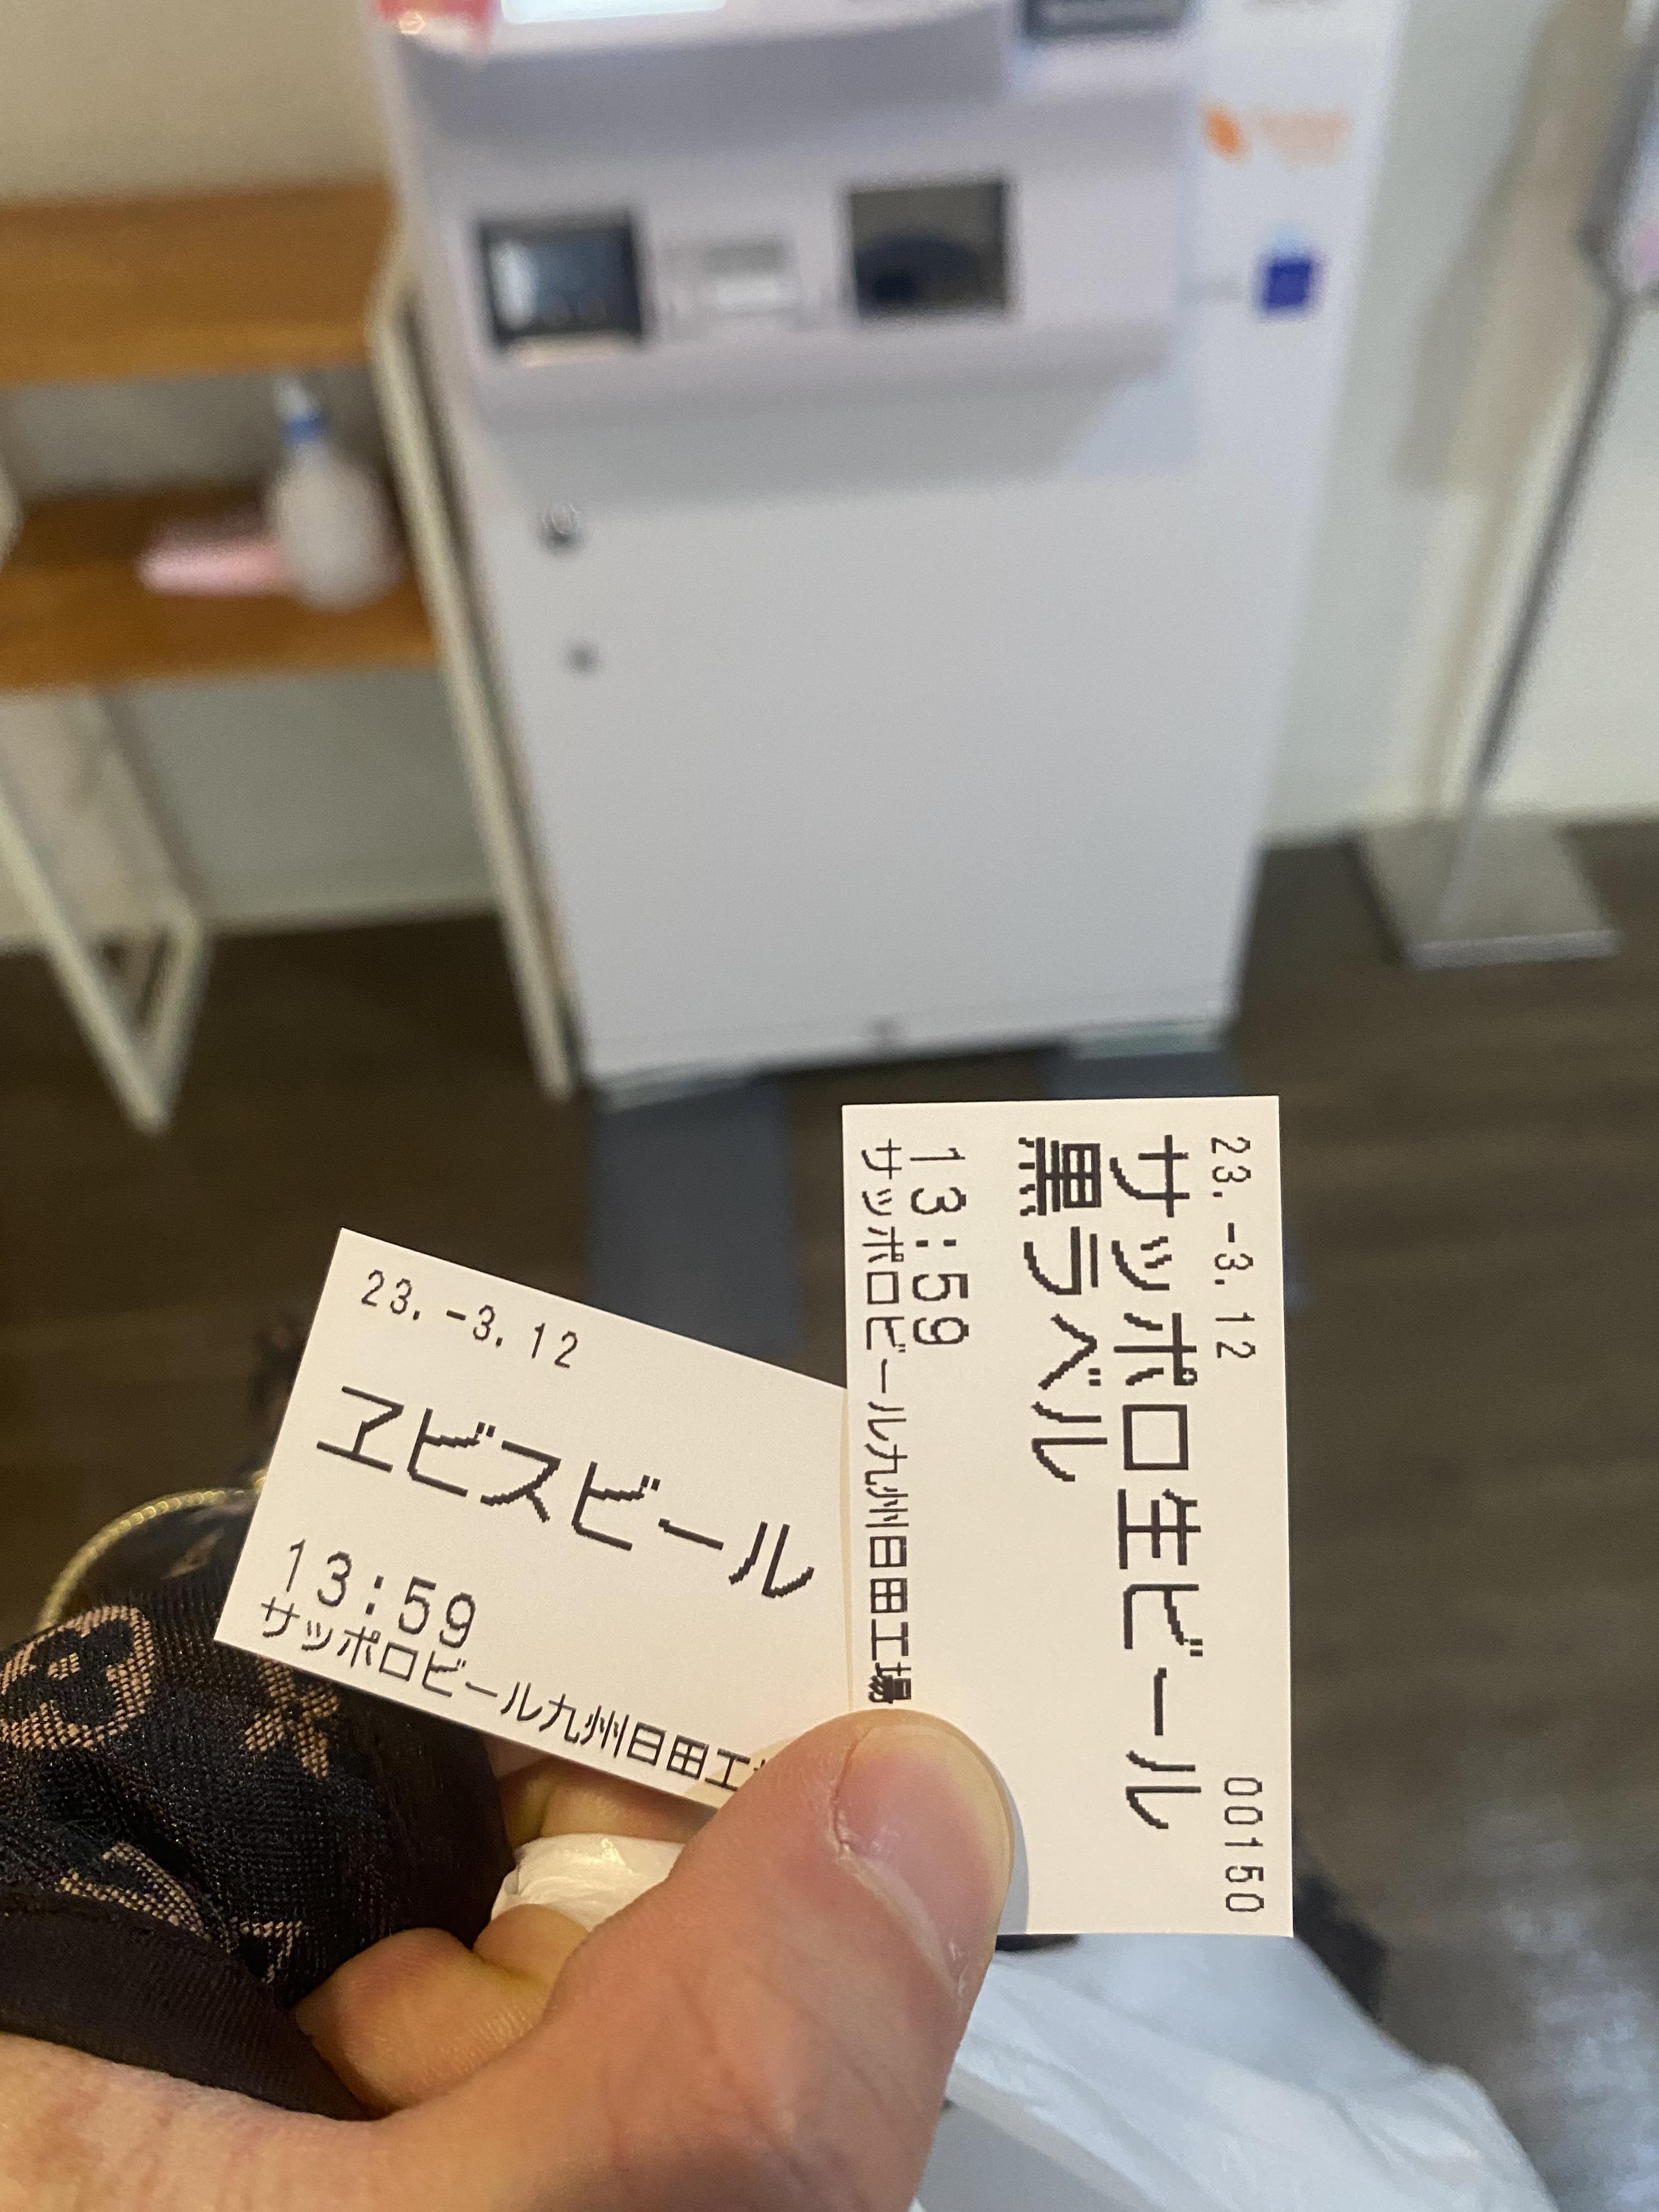 23.-3.12
ヱビスビール
13:59
サッポロビール九州日田工
23.-3.12 000150
サッポロ生ビール
黒ラベル
13:59
サッポロビール九州日田工場